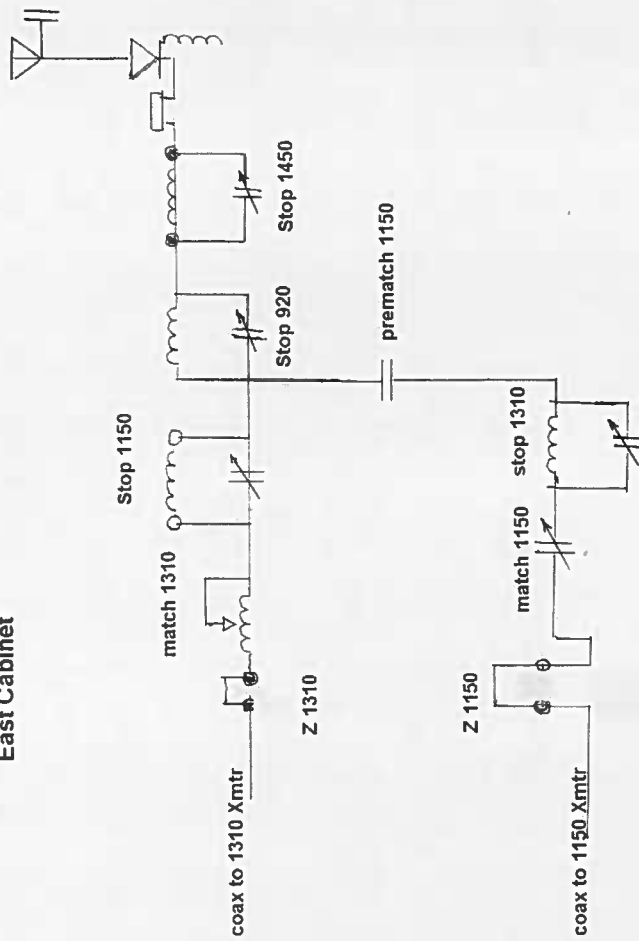 East Cabinet
coax to 1310 Xmtr
Z 1310
match 1310
Stop 1150
Stop 920
Stop 1450
prematch 1150
coax to 1150 Xmtr
Z 1150
match 1150
stop 1310